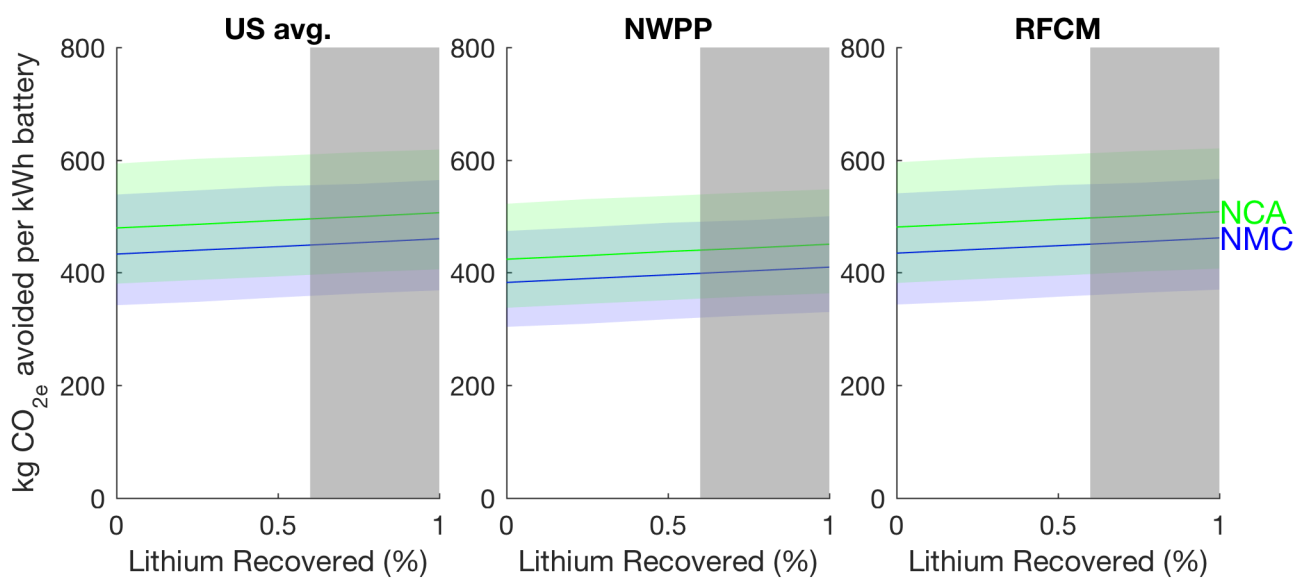 US avg.
NWPP
RFCM
kg CO2e avoided per kWh battery
800
600
400
200
0
0
0.5
1
Lithium Recovered (%)
800
600
400
200
0
0
0.5
1
Lithium Recovered (%)
800
600
400
200
0
0
0.5
1
Lithium Recovered (%)
NCA
NMC